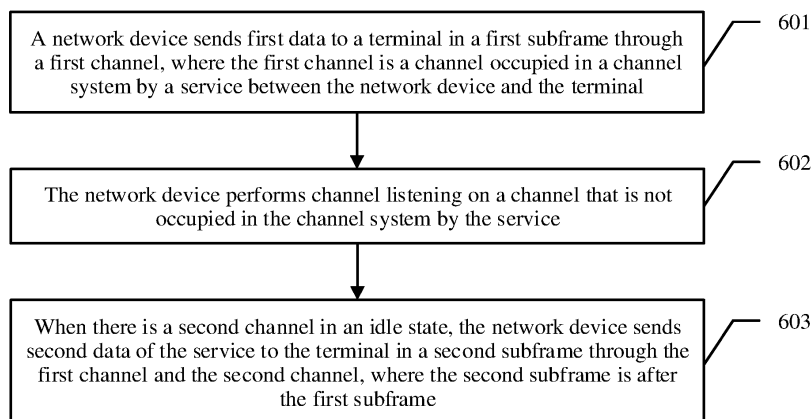 A network device sends first data to a terminal in a first subframe through
a first channel, where the first channel is a channel occupied in a channel
system by a service between the network device and the terminal
601
The network device performs channel listening on a channel that is not
occupied in the channel system by the service
602
When there is a second channel in an idle state, the network device sends
second data of the service to the terminal in a second subframe through the
first channel and the second channel, where the second subframe is after
the first subframe
603